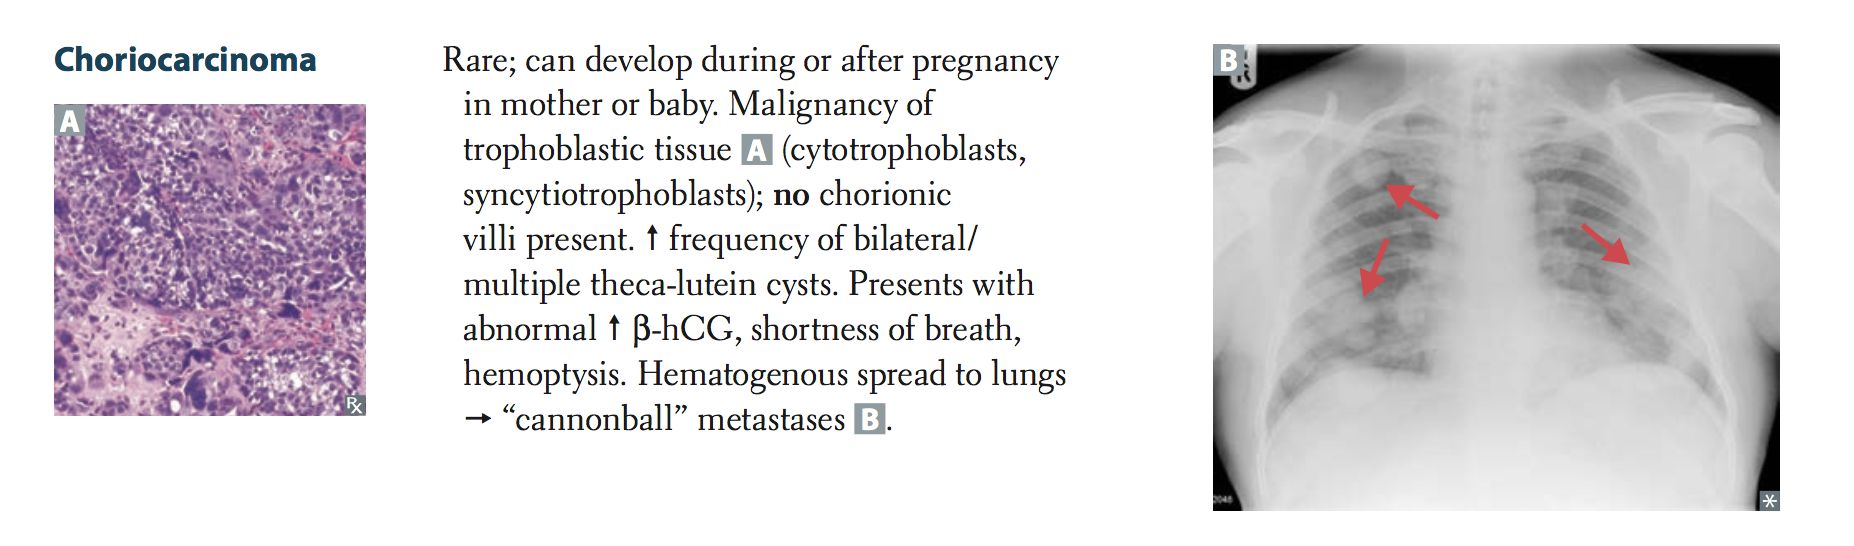 Choriocarcinoma
A
℞
Rare; can develop during or after pregnancy
in mother or baby. Malignancy of
trophoblastic tissue A (cytotrophoblasts,
syncytiotrophoblasts); no chorionic
villi present. ↑ frequency of bilateral/
multiple theca-lutein cysts. Presents with
abnormal ↑ β-hCG, shortness of breath,
hemoptysis. Hematogenous spread to lungs
→ “cannonball” metastases B.
B
R
2048
*